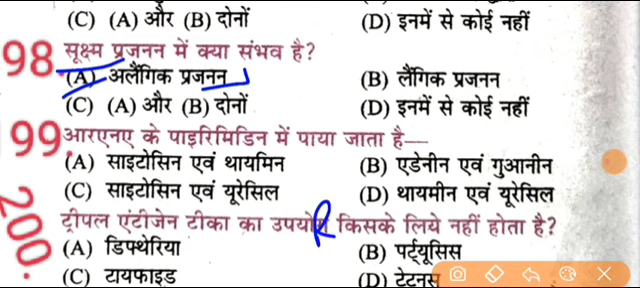 (C) (A) और (B) दोनों (D) इनमें से कोई नहीं
98 सूक्ष्म प्रजनन में क्या संभव है?
(A) अलैंगिक प्रजनन (B) लैंगिक प्रजनन
(C) (A) और (B) दोनों (D) इनमें से कोई नहीं
99 आरएनए के पाइरिमिडिन में पाया जाता है—
(A) साइटोसिन एवं थायमिन (B) एडेनीन एवं गुआनीन
(C) साइटोसिन एवं यूरेसिल (D) थायमीन एवं यूरेसिल
200. ट्रीपल एंटीजेन टीका का उपयोग R किसके लिये नहीं होता है?
(A) डिफ्थेरिया (B) पर्ट्यूसिस
(C) टायफाइड (D) टेटनस